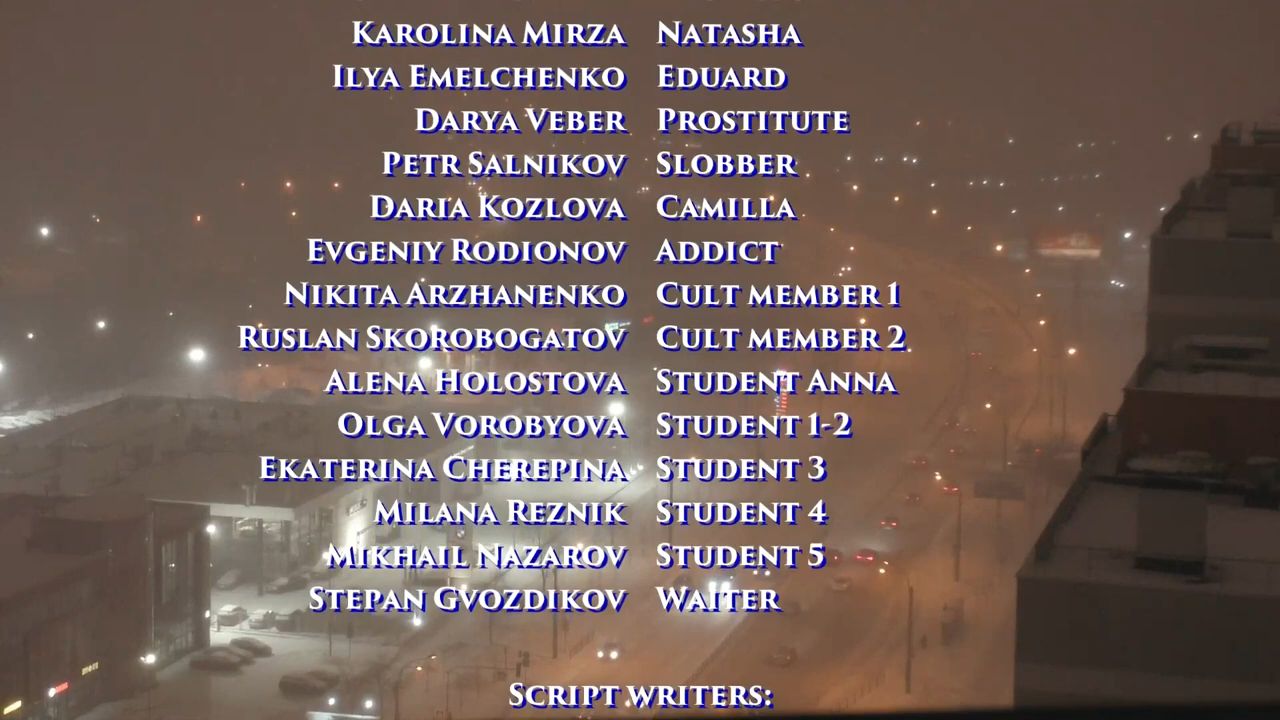 Karolina Mirza Natasha
Ilya Emelchenko Eduard
Darya Veber Prostitute
Petr Salnikov Slobber
Daria Kozlova Camilla
Evgeniy Rodionov Addict
Nikita Arzhanenko Cult member 1
Ruslan Skorobogatov Cult member 2
Alena Holostova Student Anna
Olga Vorobyova Student 1-2
Ekaterina Cherepina Student 3
Milana Reznik Student 4
Mikhail Nazarov Student 5
Stepan Gvozdikov Waiter
Script writers: